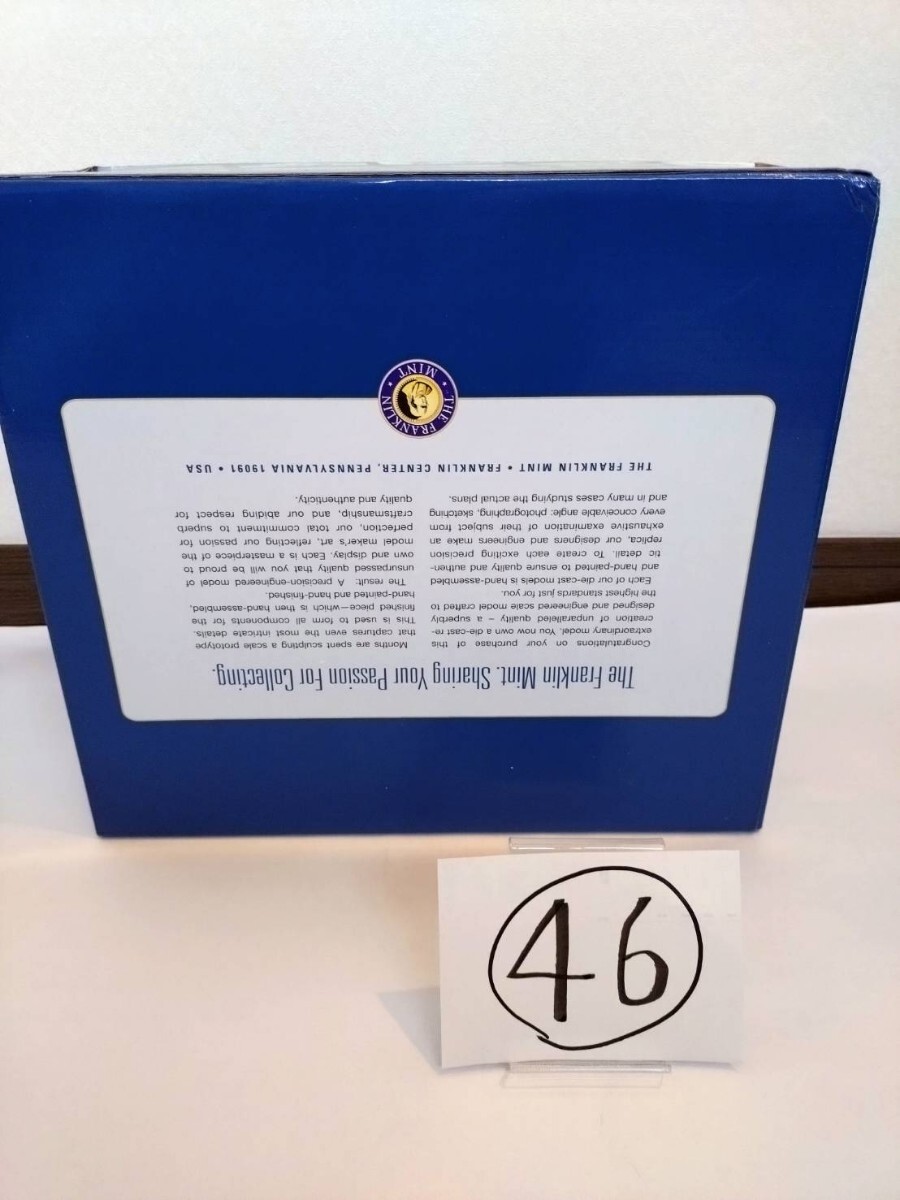 The Franklin Mint. Sharing Your Passion For Collecting.
Congratulations on your purchase of this
extraordinary model. You now own a die-cast re-
creation of unparalleled quality – a superbly
designed and engineered scale model crafted to
the highest standards just for you.
Each of our die-cast models is hand-assembled
and hand-painted to ensure quality and authen-
tic detail. To create each exciting precision
replica, our designers and engineers make an
exhaustive examination of their subject from
every conceivable angle: photographing, sketching
and in many cases studying the actual plans.
Months are spent sculpting a scale prototype
that captures even the most intricate details.
This is used to form all components for the
finished piece—which is then hand-assembled,
hand-painted and hand-finished.
The result: A precision-engineered model of
unsurpassed quality that you will be proud to
own and display. Each is a masterpiece of the
model maker's art, reflecting our passion for
perfection, our total commitment to superb
craftsmanship, and our abiding respect for
quality and authenticity.
THE FRANKLIN MINT • FRANKLIN CENTER, PENNSYLVANIA 19091 • USA
THE FRANKLIN MINT
46